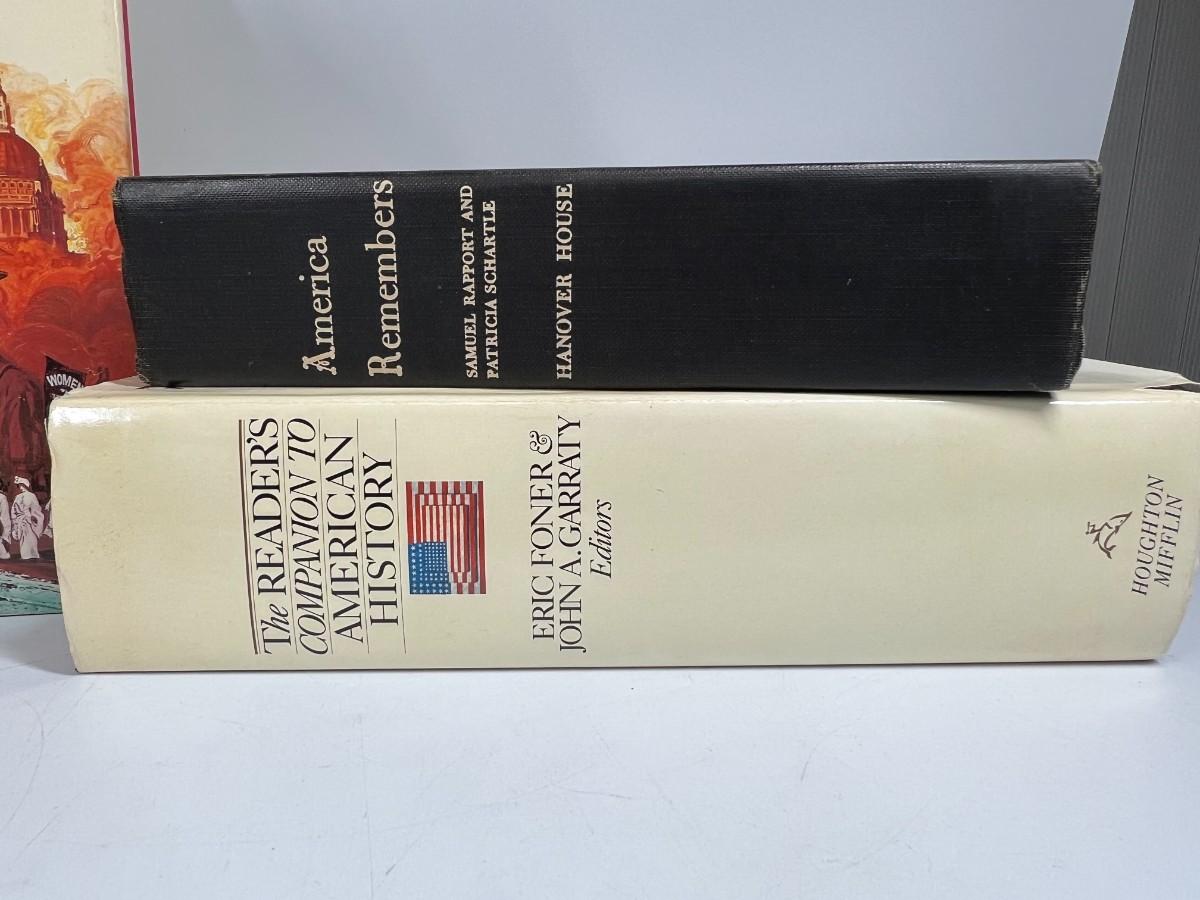 America
Remembers
SAMUEL RAPPORT AND
PATRICIA SCHARTLE
HANOVER HOUSE
The READER'S
COMPANION TO
AMERICAN
HISTORY
ERIC FONER &
JOHN A. GARRATY
Editors
HOUGHTON
MIFFLIN